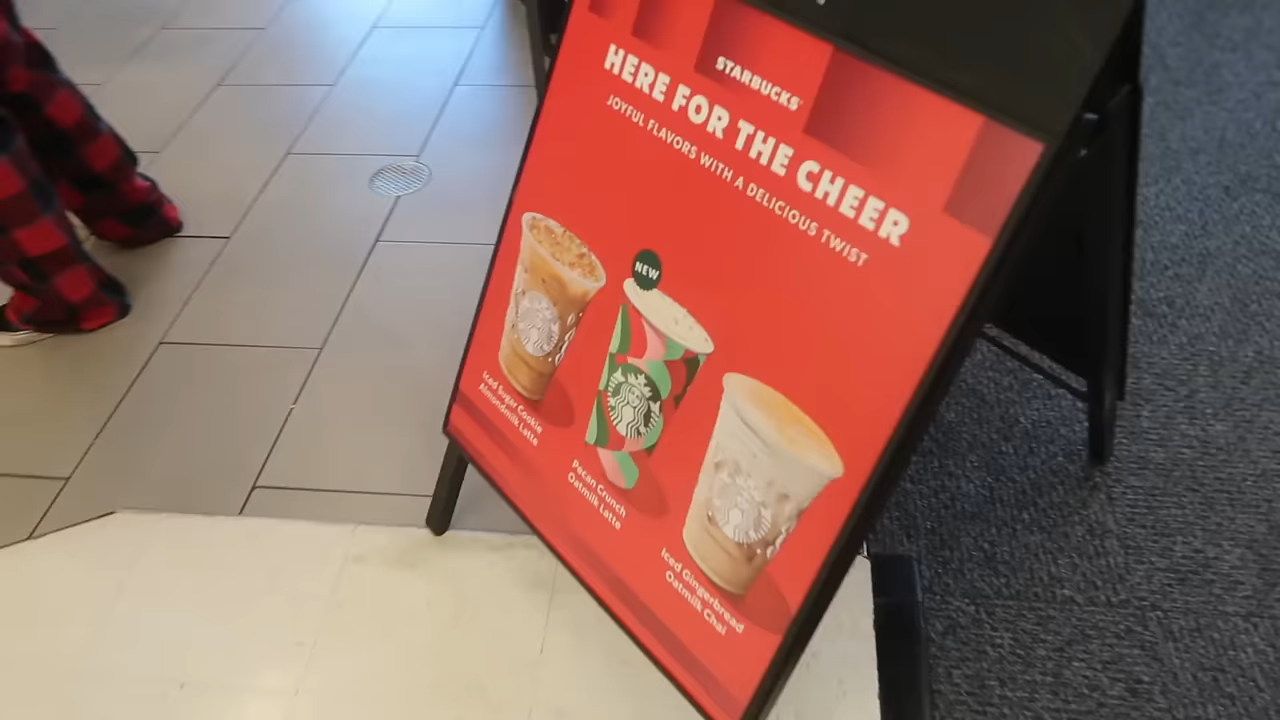 STARBUCKS®
HERE FOR THE CHEER
JOYFUL FLAVORS WITH A DELICIOUS TWIST
NEW
Iced Sugar Cookie
Almondmilk Latte
Pecan Crunch
Oatmilk Latte
Iced Gingerbread
Oatmilk Chai